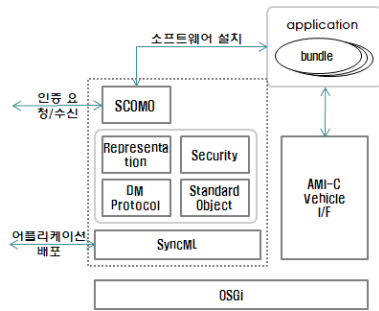 소프트웨어 설치
application
bundle
인증 요
청/수신
SCOMO
Representa
tion
Security
DM
Protocol
Standard
Object
AMI-C
Vehicle
I/F
어플리케이션
배포
SyncML
OSGi